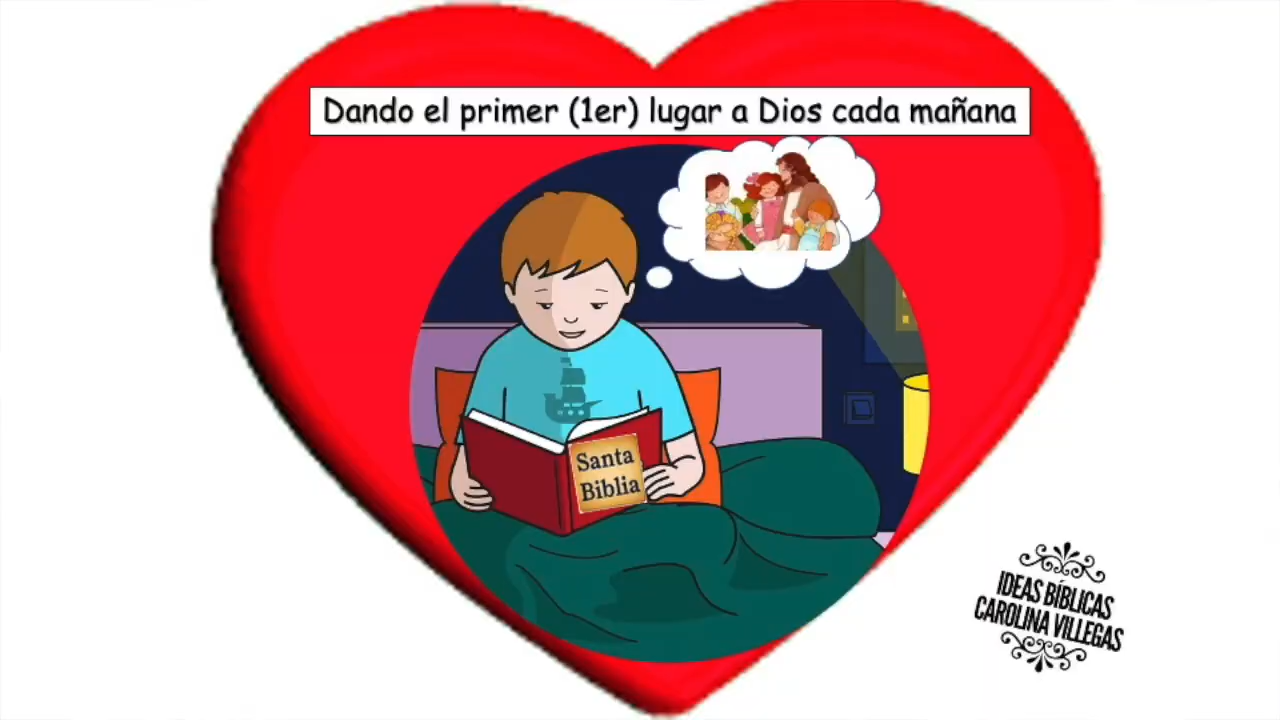 Dando el primer (1er) lugar a Dios cada mañana
Santa
Biblia
IDEAS BÍBLICAS
CAROLINA VILLEGAS